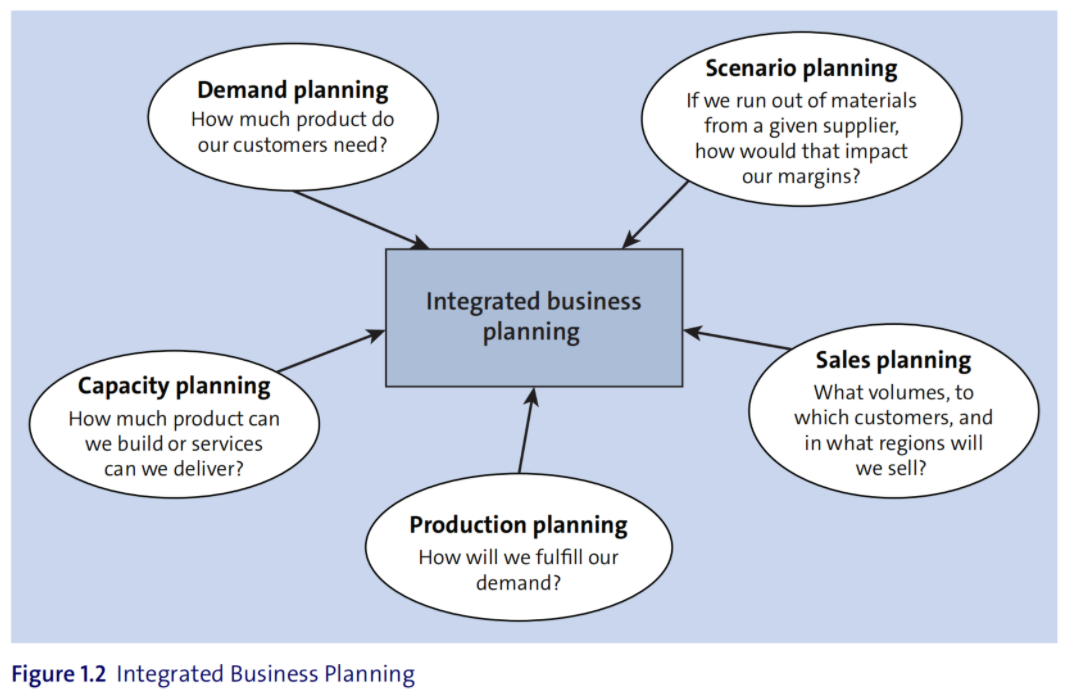 Demand planning
How much product do
our customers need?
Scenario planning
If we run out of materials
from a given supplier,
how would that impact
our margins?
Integrated business
planning
Capacity planning
How much product can
we build or services
can we deliver?
Sales planning
What volumes, to
which customers, and
in what regions will
we sell?
Production planning
How will we fulfill our
demand?
Figure 1.2 Integrated Business Planning